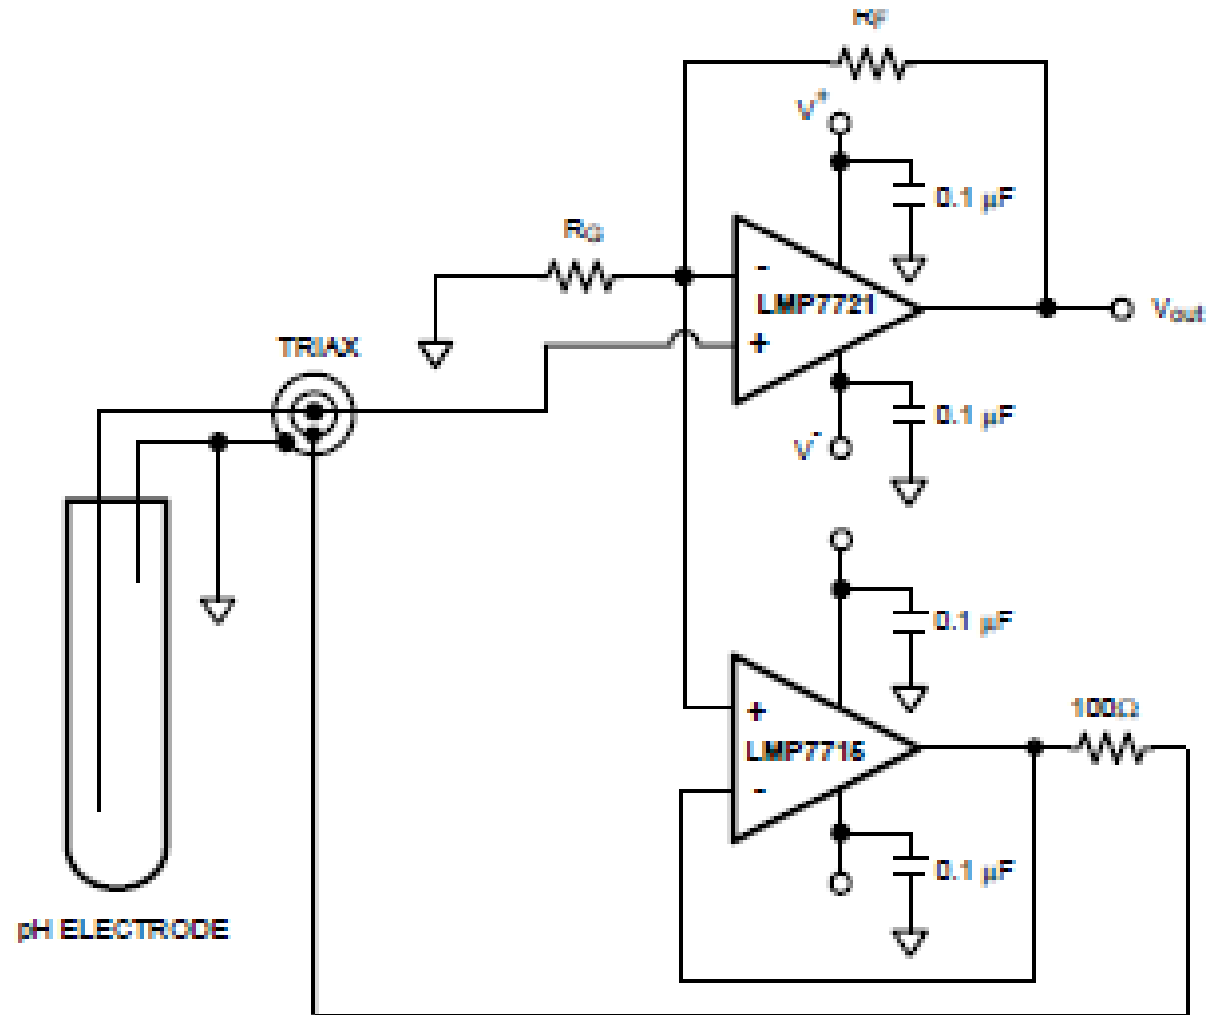 RF
V+
0.1 µF
RG
-
LMP7721
Vout
+
TRIAX
0.1 µF
V-
0.1 µF
+
100Ω
LMP7715
-
0.1 µF
pH ELECTRODE